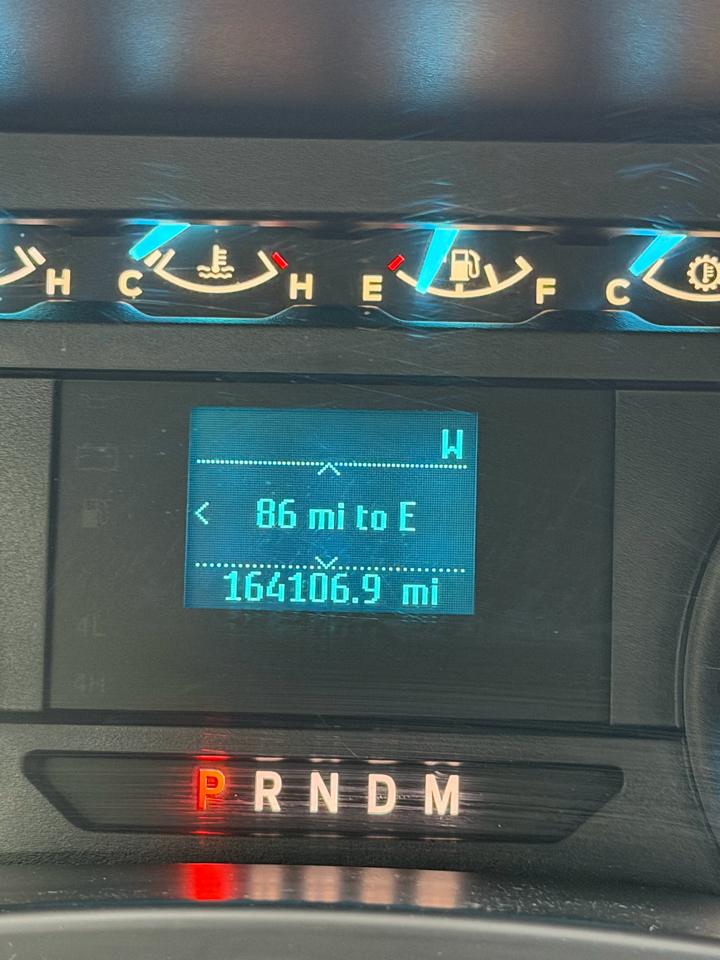 H C H E F C
W
86 mi to E
164106.9 mi
4L
4H
P R N D M